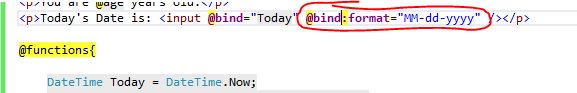 <p>You are @age years old.</p>
<p>Today's Date is: <input @bind="Today" @bind:format="MM-dd-yyyy" /></p>
@functions{
DateTime Today = DateTime.Now;